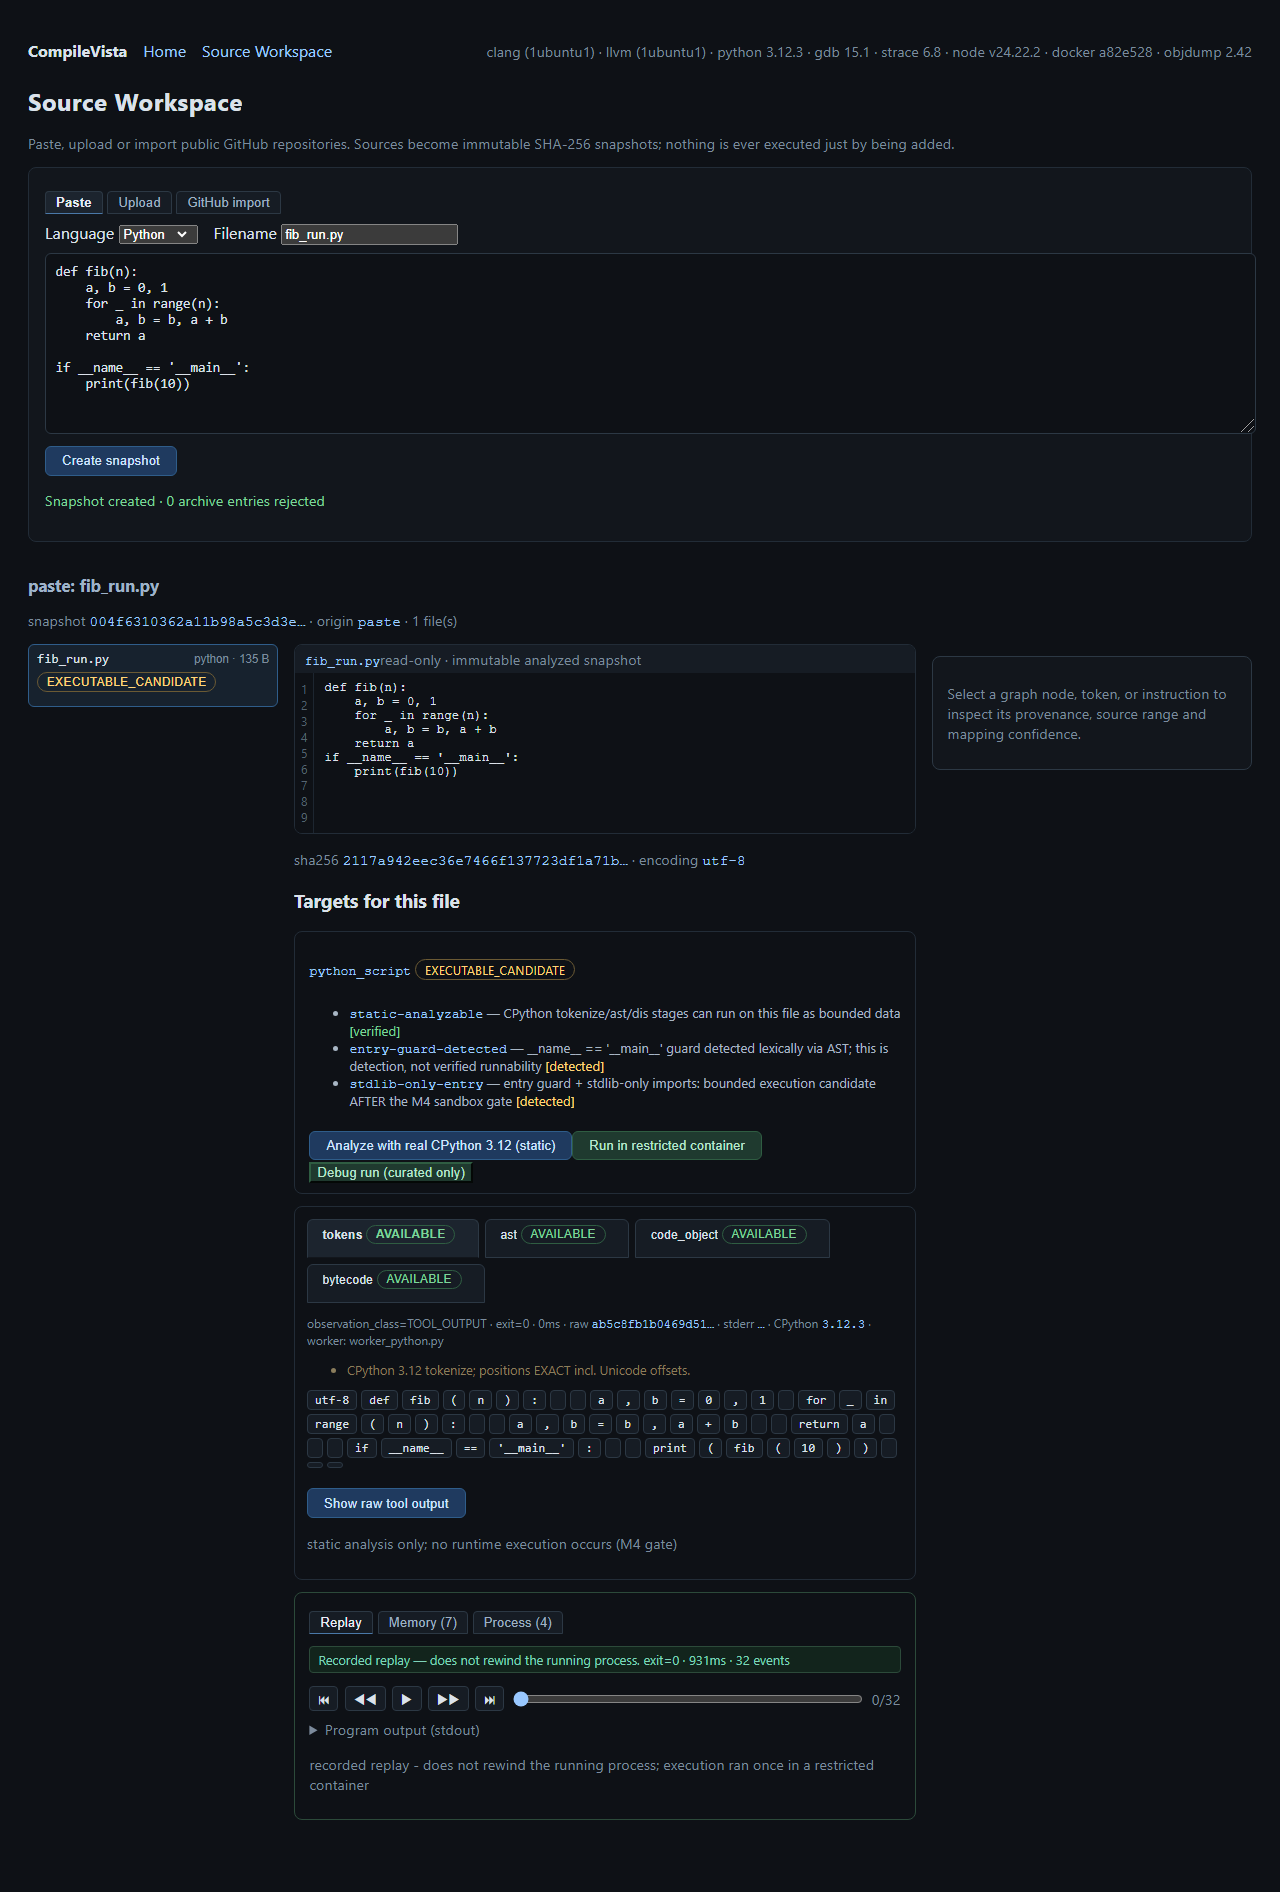 CompileVista Home Source Workspace clang (1ubuntu1) · llvm (1ubuntu1) · python 3.12.3 · gdb 15.1 · strace 6.8 · node v24.22.2 · docker a82e528 · objdump 2.42
Source Workspace
Paste, upload or import public GitHub repositories. Sources become immutable SHA-256 snapshots; nothing is ever executed just by being added.
Paste Upload GitHub import
Language Python Filename fib_run.py
def fib(n):
    a, b = 0, 1
    for _ in range(n):
        a, b = b, a + b
    return a
if __name__ == '__main__':
    print(fib(10))
Create snapshot
Snapshot created · 0 archive entries rejected
paste: fib_run.py
snapshot 004f6310362a11b98a5c3d3e… · origin paste · 1 file(s)
fib_run.py python · 135 B
EXECUTABLE_CANDIDATE
fib_run.pyread-only · immutable analyzed snapshot
1 def fib(n):
2     a, b = 0, 1
3     for _ in range(n):
4         a, b = b, a + b
5     return a
6 if __name__ == '__main__':
7     print(fib(10))
8
9
Select a graph node, token, or instruction to
inspect its provenance, source range and
mapping confidence.
sha256 2117a942eec36e7466f137723df1a71b… · encoding utf-8
Targets for this file
python_script EXECUTABLE_CANDIDATE
• static-analyzable — CPython tokenize/ast/dis stages can run on this file as bounded data
[verified]
• entry-guard-detected — __name__ == '__main__' guard detected lexically via AST; this is
detection, not verified runnability [detected]
• stdlib-only-entry — entry guard + stdlib-only imports: bounded execution candidate
AFTER the M4 sandbox gate [detected]
Analyze with real CPython 3.12 (static) Run in restricted container
Debug run (curated only)
tokens AVAILABLE ast AVAILABLE code_object AVAILABLE
bytecode AVAILABLE
observation_class=TOOL_OUTPUT · exit=0 · 0ms · raw ab5c8fb1b0469d51… · stderr … · CPython 3.12.3 ·
worker: worker_python.py
• CPython 3.12 tokenize; positions EXACT incl. Unicode offsets.
utf-8 def fib ( n ) : a , b = 0 , 1 for _ in
range ( n ) : a , b = b , a + b return a
if __name__ == '__main__' : print ( fib ( 10 ) )
Show raw tool output
static analysis only; no runtime execution occurs (M4 gate)
Replay Memory (7) Process (4)
Recorded replay — does not rewind the running process. exit=0 · 931ms · 32 events
⏮ ◀◀ ▶ ▶▶ ⏭ 0/32
▶ Program output (stdout)
recorded replay - does not rewind the running process; execution ran once in a restricted
container